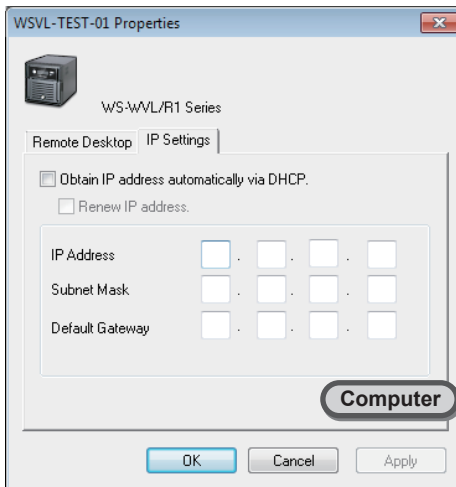 WSVL-TEST-01 Properties
WS-WVL/R1 Series
Remote Desktop IP Settings
Obtain IP address automatically via DHCP.
Renew IP address.
IP Address . . .
Subnet Mask . . .
Default Gateway . . .
Computer
OK Cancel Apply